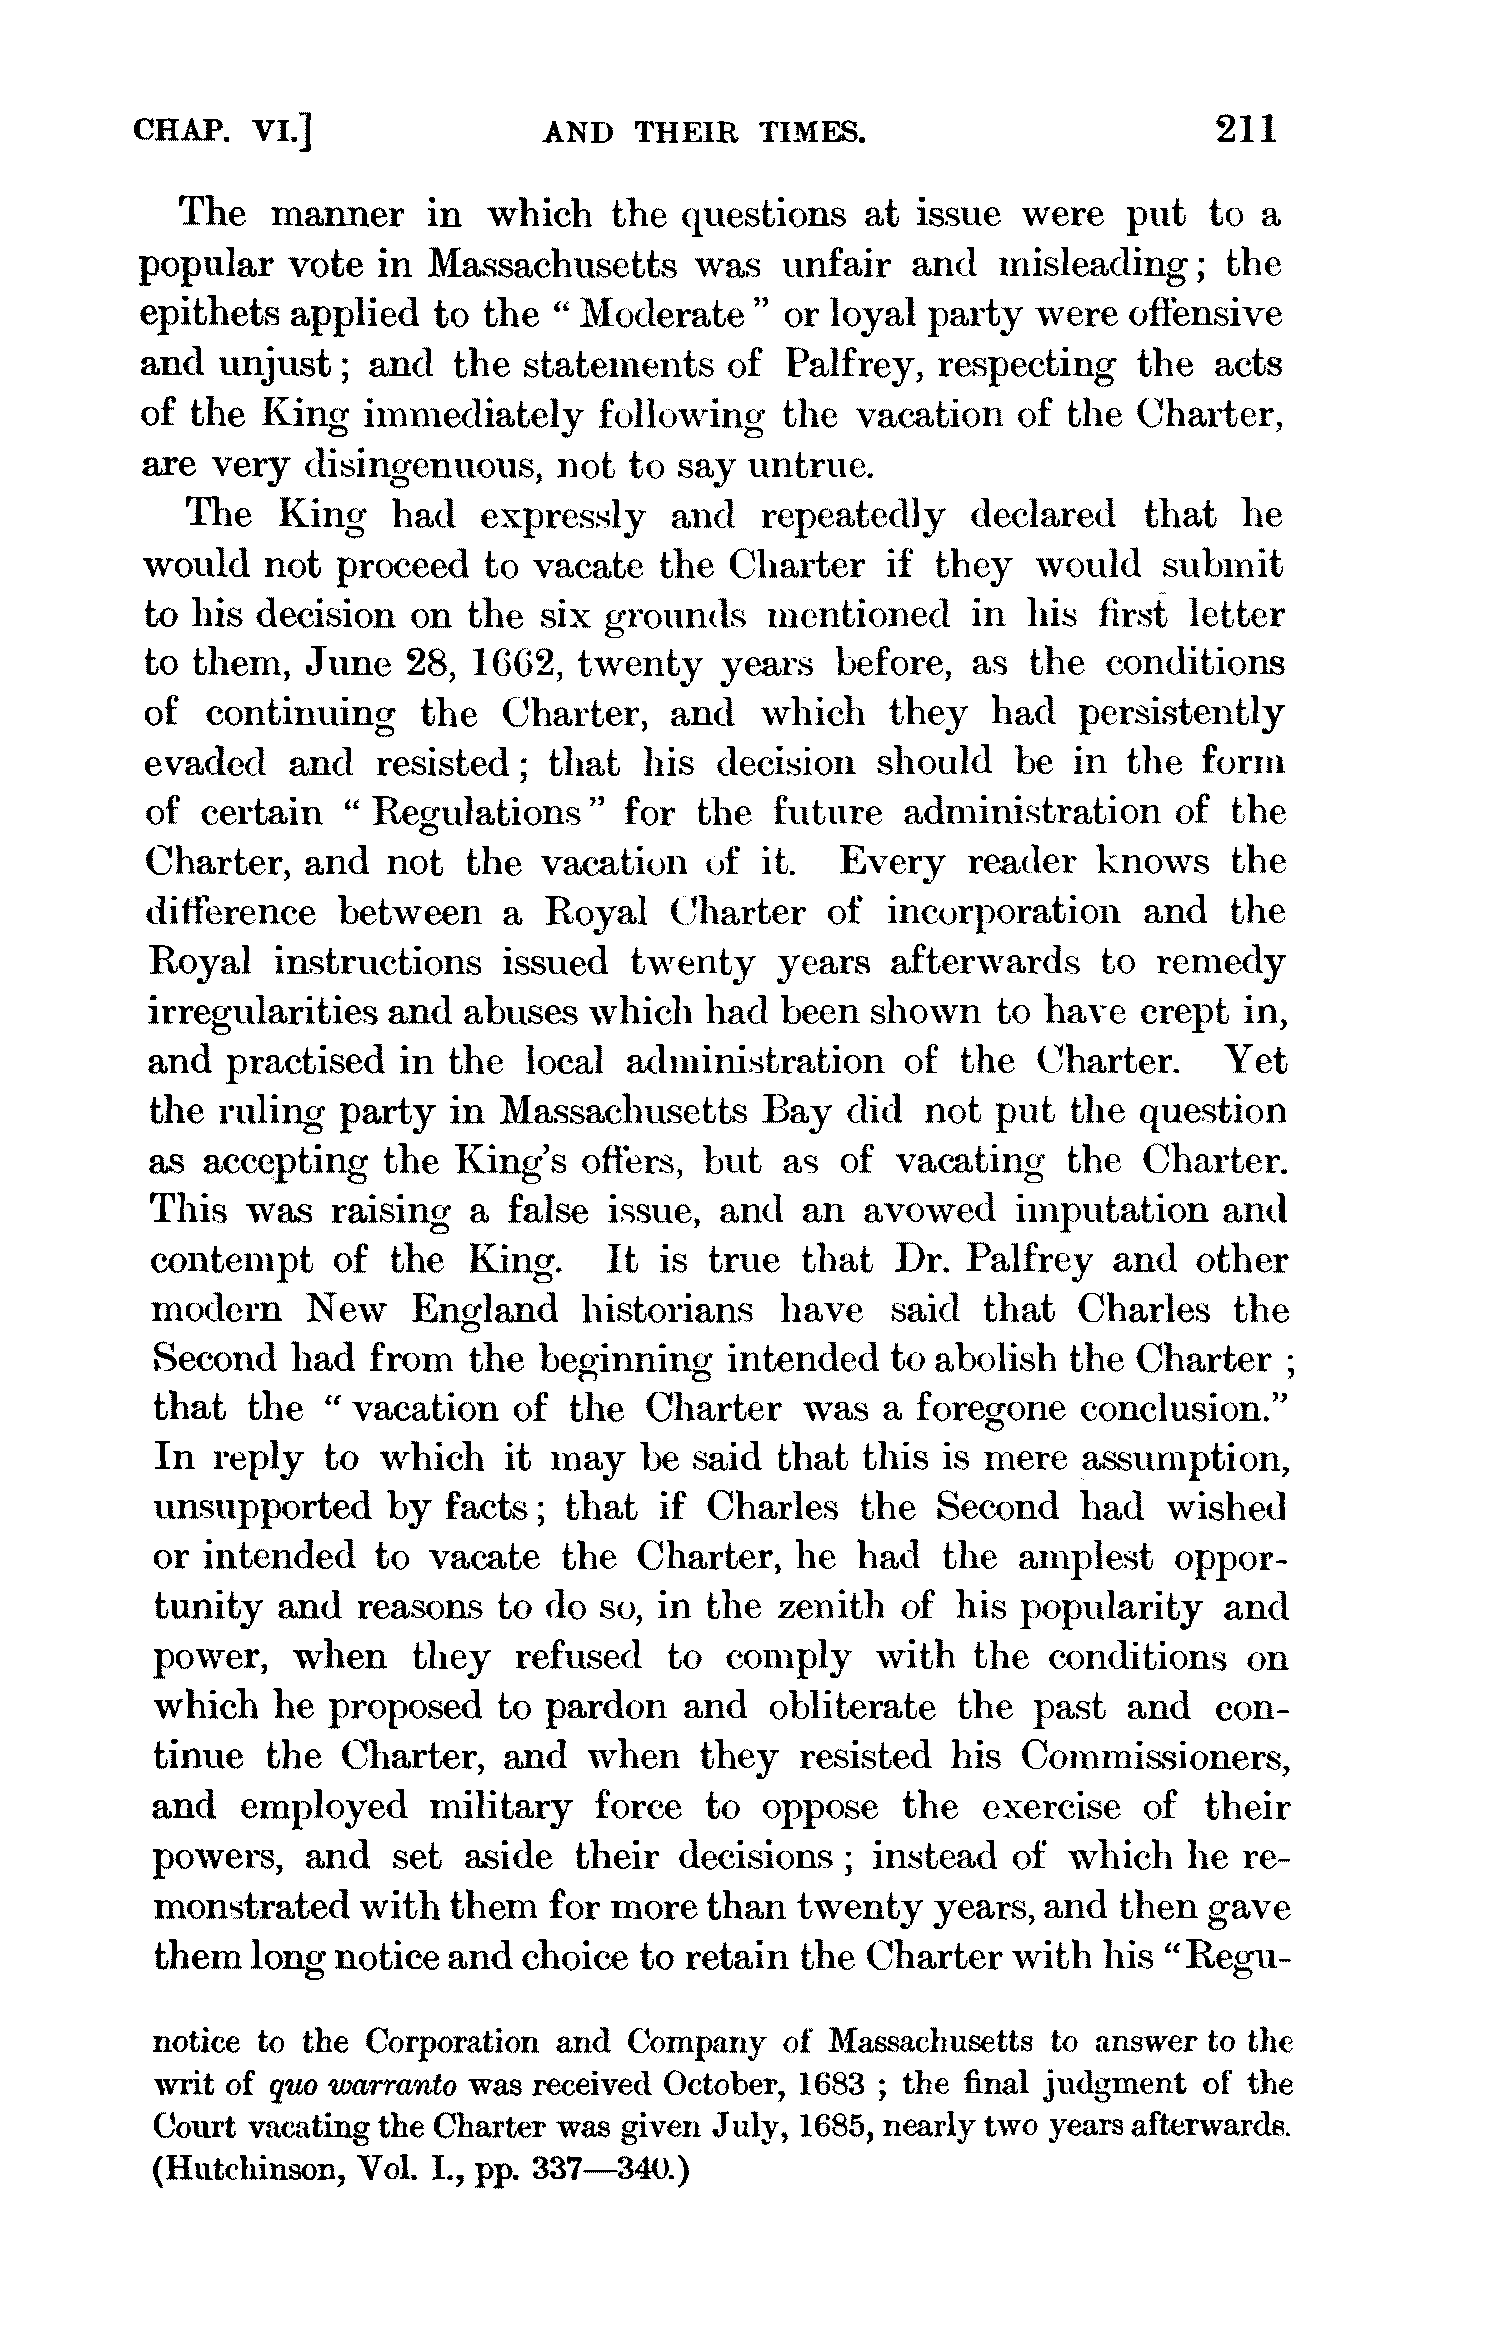 CHAP. VI.] AND THEIR TIMES. 211
The manner in which the questions at issue were put to a
popular vote in Massachusetts was unfair and misleading; the
epithets applied to the “ Moderate ” or loyal party were offensive
and unjust ; and the statements of Palfrey, respecting the acts
of the King immediately following the vacation of the Charter,
are very disingenuous, not to say untrue.
The King had expressly and repeatedly declared that he
would not proceed to vacate the Charter if they would submit
to his decision on the six grounds mentioned in his first letter
to them, June 28, 1662, twenty years before, as the conditions
of continuing the Charter, and which they had persistently
evaded and resisted ; that his decision should be in the form
of certain “ Regulations ” for the future administration of the
Charter, and not the vacation of it. Every reader knows the
difference between a Royal Charter of incorporation and the
Royal instructions issued twenty years afterwards to remedy
irregularities and abuses which had been shown to have crept in,
and practised in the local administration of the Charter. Yet
the ruling party in Massachusetts Bay did not put the question
as accepting the King’s offers, but as of vacating the Charter.
This was raising a false issue, and an avowed imputation and
contempt of the King. It is true that Dr. Palfrey and other
modern New England historians have said that Charles the
Second had from the beginning intended to abolish the Charter ;
that the “ vacation of the Charter was a foregone conclusion.”
In reply to which it may be said that this is mere assumption,
unsupported by facts ; that if Charles the Second had wished
or intended to vacate the Charter, he had the amplest oppor-
tunity and reasons to do so, in the zenith of his popularity and
power, when they refused to comply with the conditions on
which he proposed to pardon and obliterate the past and con-
tinue the Charter, and when they resisted his Commissioners,
and employed military force to oppose the exercise of their
powers, and set aside their decisions ; instead of which he re-
monstrated with them for more than twenty years, and then gave
them long notice and choice to retain the Charter with his “Regu-
notice to the Corporation and Company of Massachusetts to answer to the
writ of quo warranto was received October, 1683 ; the final judgment of the
Court vacating the Charter was given July, 1685, nearly two years afterwards.
(Hutchinson, Vol. I., pp. 337—340.)